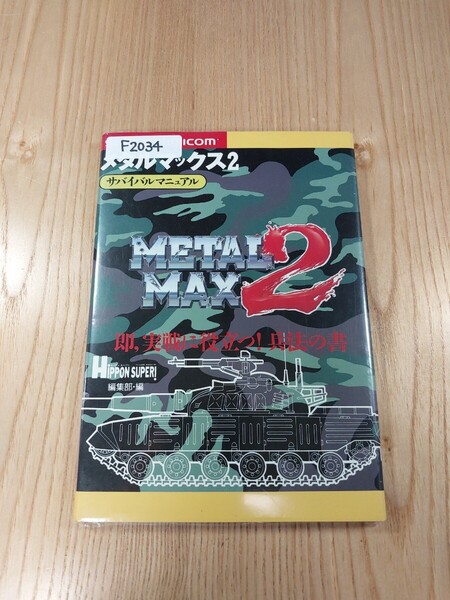 F2034
icom
メタルマックス2
サバイバルマニュアル
METAL
MAX 2
即,実戦に役立つ!兵法の書
HiPPON SUPER!
編集部・編